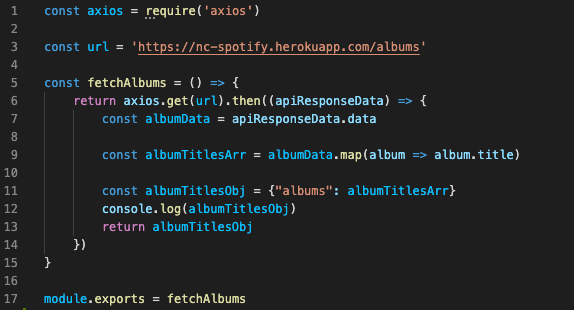 1 const axios = require('axios')
2
3 const url = 'https://nc-spotify.herokuapp.com/albums'
4
5 const fetchAlbums = () => {
6     return axios.get(url).then((apiResponseData) => {
7         const albumData = apiResponseData.data
8
9         const albumTitlesArr = albumData.map(album => album.title)
10
11         const albumTitlesObj = {"albums": albumTitlesArr}
12         console.log(albumTitlesObj)
13         return albumTitlesObj
14     })
15 }
16
17 module.exports = fetchAlbums